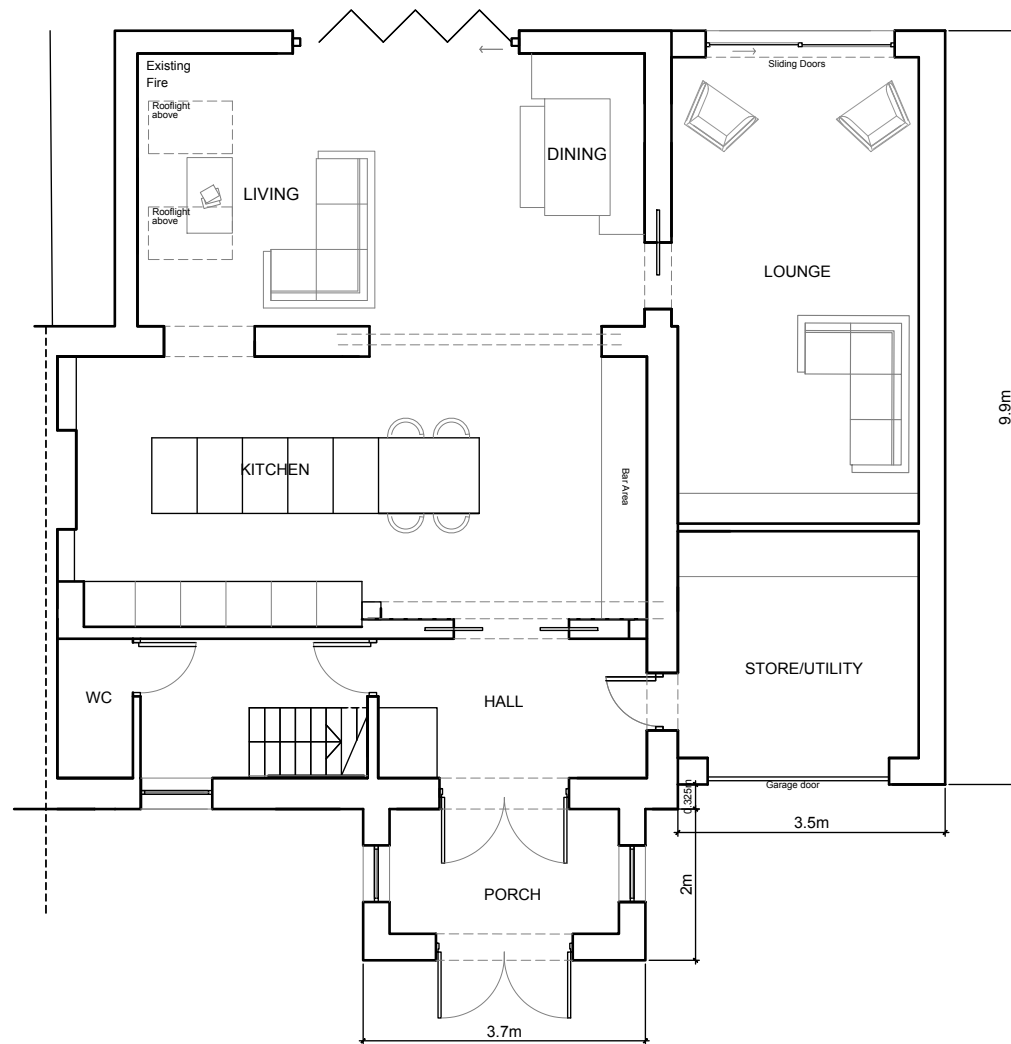 Existing
Fire
Rooflight
above
Sliding Doors
DINING
LIVING
Rooflight
above
LOUNGE
9.9m
KITCHEN
Bar Area
STORE/UTILITY
WC
HALL
Garage door
0.325m
3.5m
PORCH
2m
3.7m